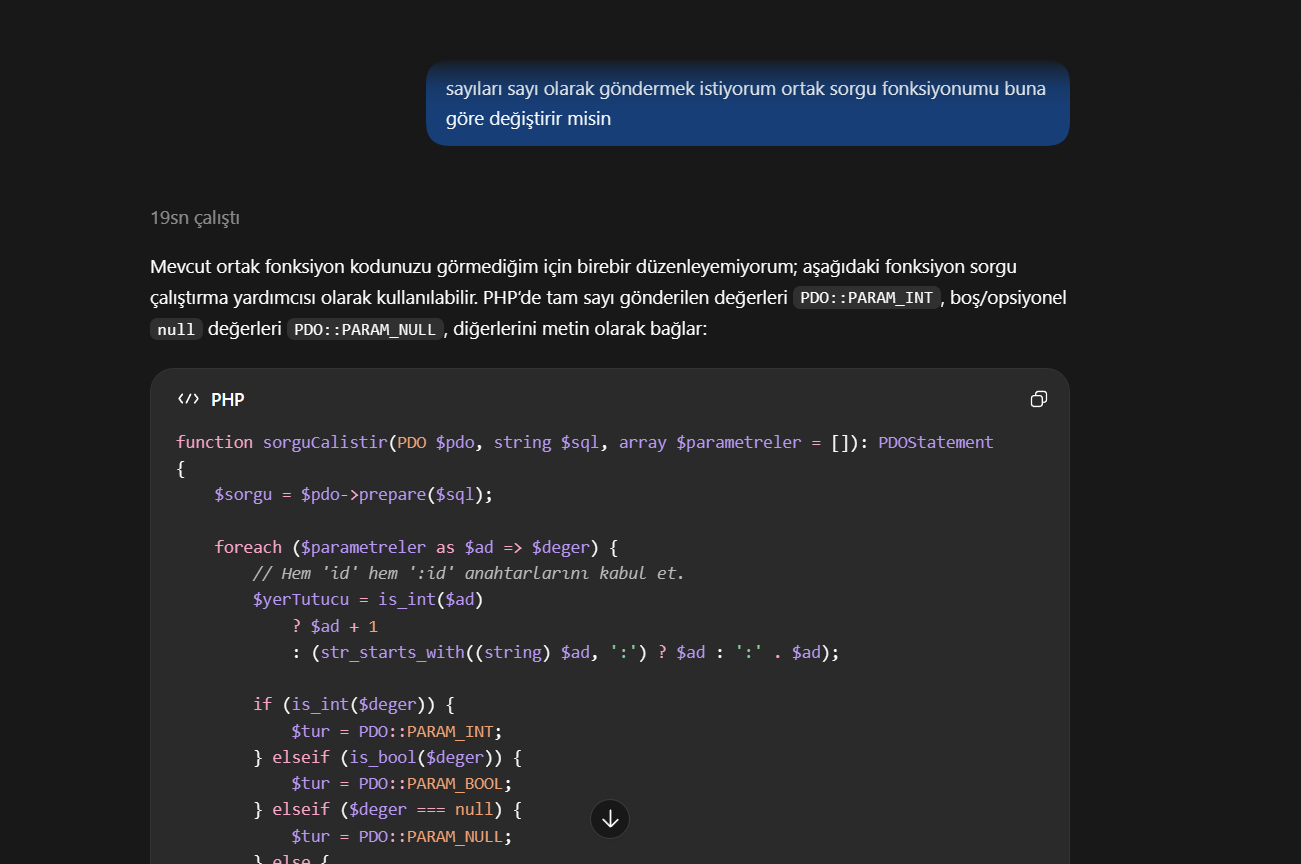 sayıları sayı olarak göndermek istiyorum ortak sorgu fonksiyonumu buna
göre değiştirir misin
19sn çalıştı
Mevcut ortak fonksiyon kodunuzu görmediğim için birebir düzenleyemiyorum; aşağıdaki fonksiyon sorgu
çalıştırma yardımcısı olarak kullanılabilir. PHP’de tam sayı gönderilen değerleri PDO::PARAM_INT, boş/opsiyonel
null değerleri PDO::PARAM_NULL, diğerlerini metin olarak bağlar:
</> PHP
function sorguCalistir(PDO $pdo, string $sql, array $parametreler = []): PDOStatement
{
    $sorgu = $pdo->prepare($sql);
    foreach ($parametreler as $ad => $deger) {
        // Hem 'id' hem ':id' anahtarlarını kabul et.
        $yerTutucu = is_int($ad)
            ? $ad + 1
            : (str_starts_with((string) $ad, ':') ? $ad : ':' . $ad);
        if (is_int($deger)) {
            $tur = PDO::PARAM_INT;
        } elseif (is_bool($deger)) {
            $tur = PDO::PARAM_BOOL;
        } elseif ($deger === null) {
            $tur = PDO::PARAM_NULL;
        } else {